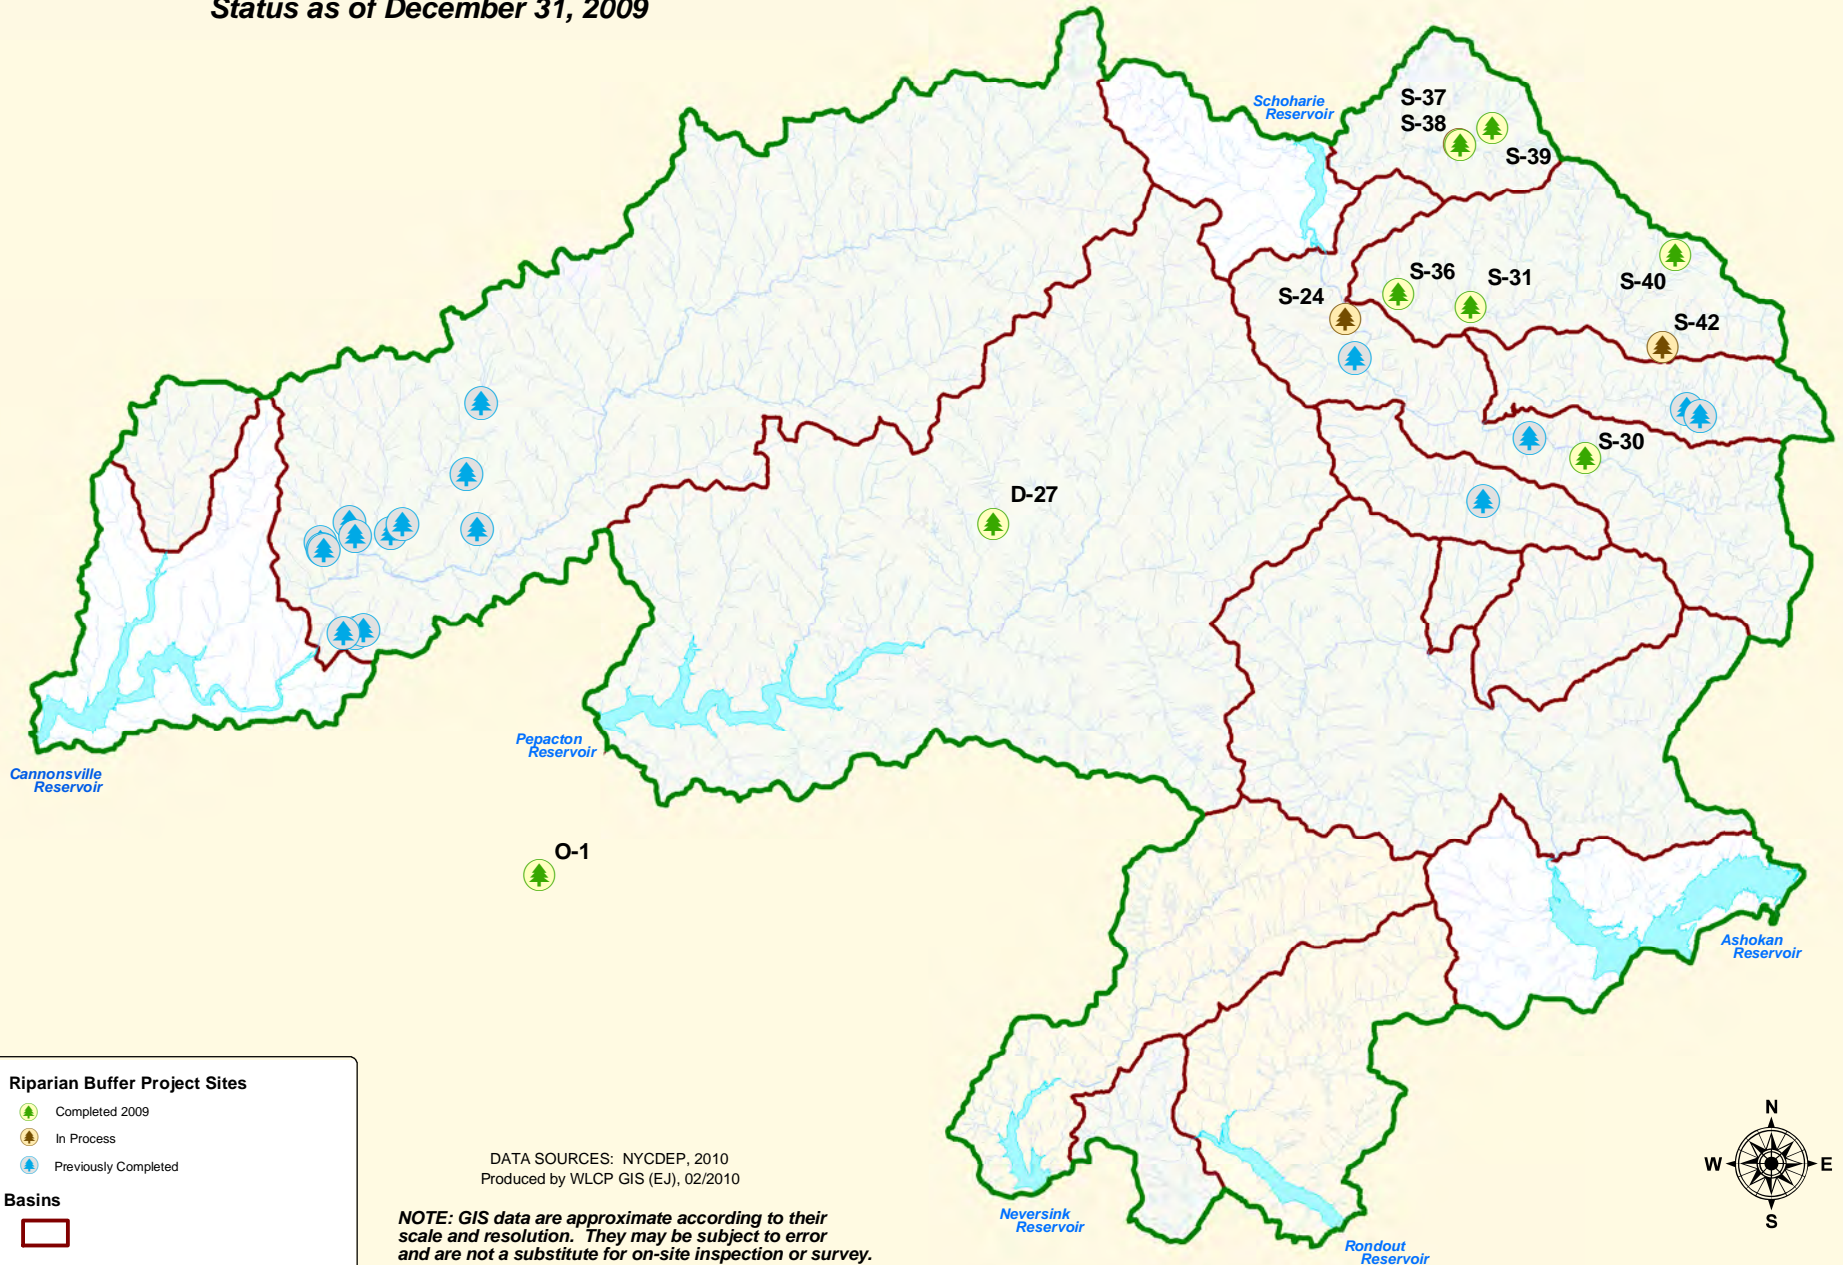 Status as of December 31, 2009
Schoharie
Reservoir
S-37
S-38
S-39
S-36
S-31
S-40
S-24
S-42
S-30
D-27
Pepacton
Reservoir
Cannonsville
Reservoir
O-1
Ashokan
Reservoir
Riparian Buffer Project Sites
Completed 2009
In Process
Previously Completed
Basins
DATA SOURCES: NYCDEP, 2010
Produced by WLCP GIS (EJ), 02/2010
NOTE: GIS data are approximate according to their
scale and resolution. They may be subject to error
and are not a substitute for on-site inspection or survey.
Neversink
Reservoir
Rondout
Reservoir
N
W E
S